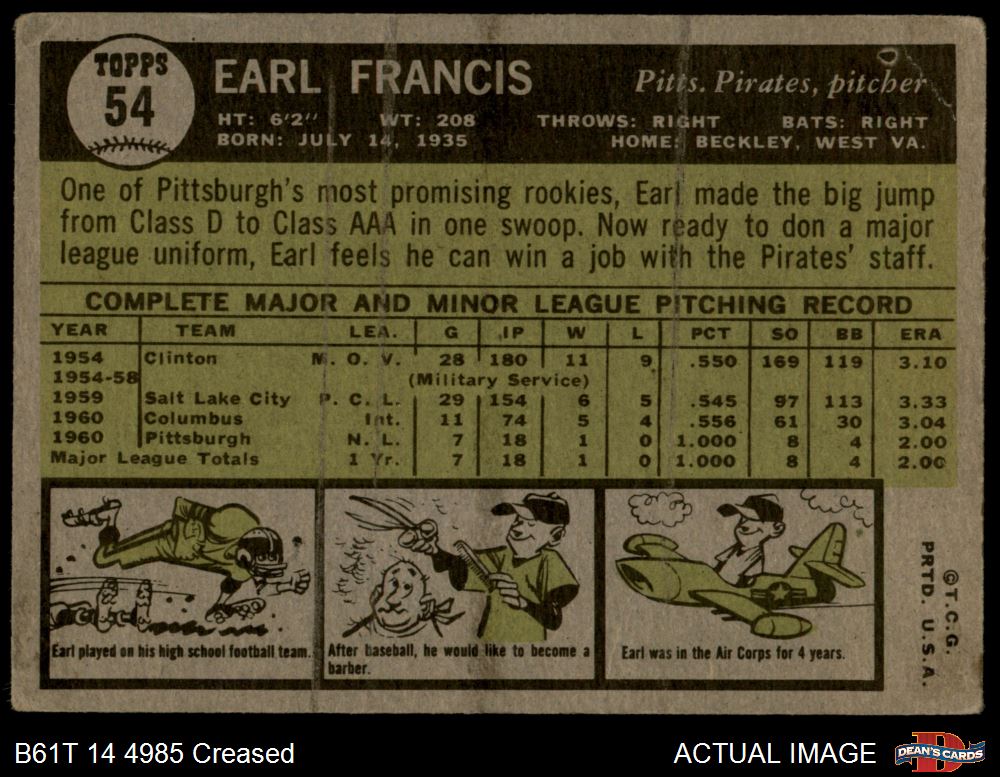 TOPPS
54
EARL FRANCIS
Pitts. Pirates, pitcher
HT: 6'2" WT: 208 THROWS: RIGHT BATS: RIGHT
BORN: JULY 14, 1935 HOME: BECKLEY, WEST VA.
One of Pittsburgh's most promising rookies, Earl made the big jump
from Class D to Class AAA in one swoop. Now ready to don a major
league uniform, Earl feels he can win a job with the Pirates' staff.
COMPLETE MAJOR AND MINOR LEAGUE PITCHING RECORD
YEAR TEAM LEA. G IP W L PCT SO BB ERA
1954 Clinton M. O. V. 28 180 11 9 .550 169 119 3.10
1954-58 (Military Service)
1959 Salt Lake City P. C. L. 29 154 6 5 .545 97 113 3.33
1960 Columbus Int. 11 74 5 4 .556 61 30 3.04
1960 Pittsburgh N. L. 7 18 1 0 1.000 8 4 2.00
Major League Totals 1 Yr. 7 18 1 0 1.000 8 4 2.00
Earl played on his high school football team.
After baseball, he would like to become a
barber.
Earl was in the Air Corps for 4 years.
©T.C.G.
PRTD. U.S.A.
B61T 14 4985 Creased
ACTUAL IMAGE
DEAN'S CARDS